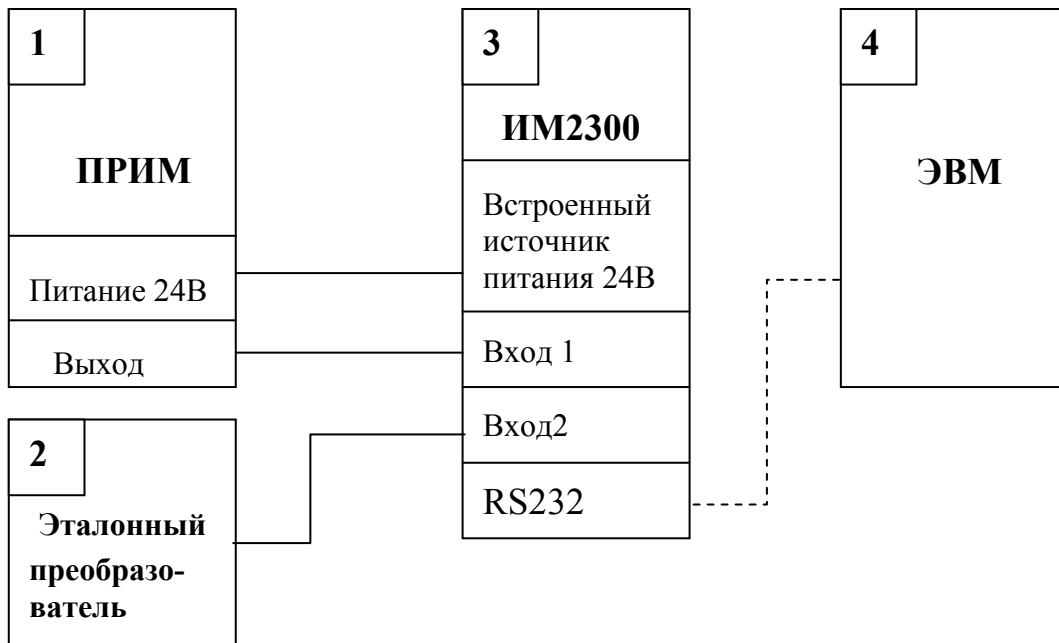 1
ПРИМ
Питание 24В
Выход
2
Эталонный
преобразо-
ватель
3
ИМ2300
Встроенный
источник
питания 24В
Вход 1
Вход2
RS232
4
ЭВМ